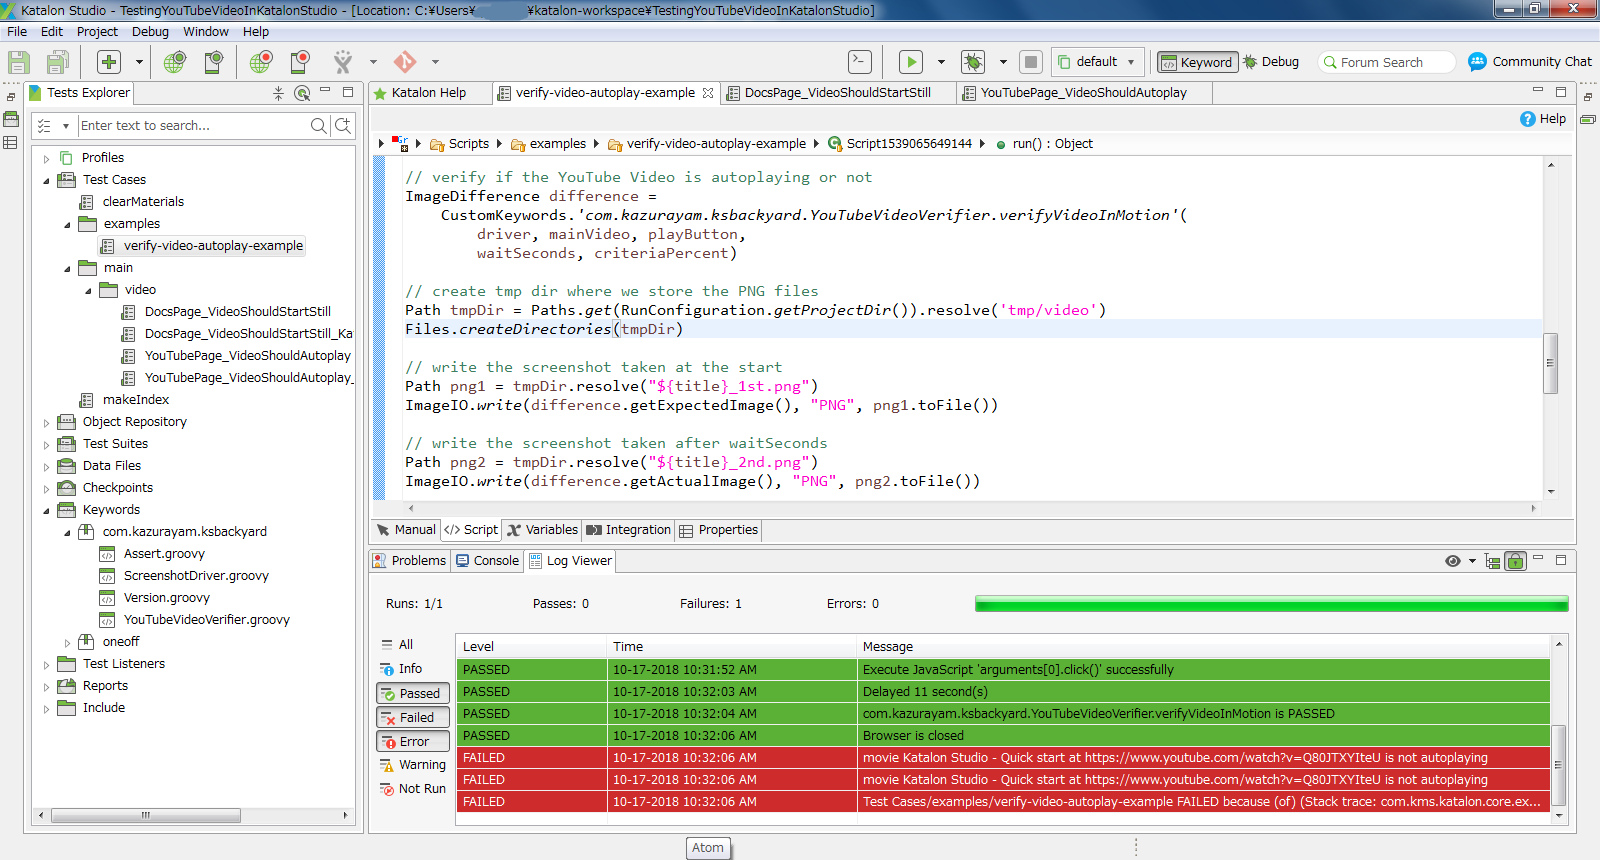 Katalon Studio - TestingYouTubeVideoInKatalonStudio - [Location: C:¥Users¥ ¥katalon-workspace¥TestingYouTubeVideoInKatalonStudio]
File Edit Project Debug Window Help
default
Keyword
Debug
Forum Search
Community Chat
Tests Explorer
Enter text to search...
Profiles
Test Cases
clearMaterials
examples
verify-video-autoplay-example
main
video
DocsPage_VideoShouldStartStill
DocsPage_VideoShouldStartStill_Ka
YouTubePage_VideoShouldAutoplay
YouTubePage_VideoShouldAutoplay_
makeIndex
Object Repository
Test Suites
Data Files
Checkpoints
Keywords
com.kazurayam.ksbackyard
Assert.groovy
ScreenshotDriver.groovy
Version.groovy
YouTubeVideoVerifier.groovy
oneoff
Test Listeners
Reports
Include
Katalon Help
verify-video-autoplay-example
DocsPage_VideoShouldStartStill
YouTubePage_VideoShouldAutoplay
Help
Scripts
examples
verify-video-autoplay-example
Script1539065649144
run() : Object
// verify if the YouTube Video is autoplaying or not
ImageDifference difference =
CustomKeywords.'com.kazurayam.ksbackyard.YouTubeVideoVerifier.verifyVideoInMotion'(
driver, mainVideo, playButton,
waitSeconds, criteriaPercent)
// create tmp dir where we store the PNG files
Path tmpDir = Paths.get(RunConfiguration.getProjectDir()).resolve('tmp/video')
Files.createDirectories(tmpDir)
// write the screenshot taken at the start
Path png1 = tmpDir.resolve("${title}_1st.png")
ImageIO.write(difference.getExpectedImage(), "PNG", png1.toFile())
// write the screenshot taken after waitSeconds
Path png2 = tmpDir.resolve("${title}_2nd.png")
ImageIO.write(difference.getActualImage(), "PNG", png2.toFile())
Manual
Script
Variables
Integration
Properties
Problems
Console
Log Viewer
Runs: 1/1
Passes: 0
Failures: 1
Errors: 0
All
Info
Passed
Failed
Error
Warning
Not Run
Level Time Message
PASSED 10-17-2018 10:31:52 AM Execute JavaScript 'arguments[0].click()' successfully
PASSED 10-17-2018 10:32:03 AM Delayed 11 second(s)
PASSED 10-17-2018 10:32:04 AM com.kazurayam.ksbackyard.YouTubeVideoVerifier.verifyVideoInMotion is PASSED
PASSED 10-17-2018 10:32:06 AM Browser is closed
FAILED 10-17-2018 10:32:06 AM movie Katalon Studio - Quick start at https://www.youtube.com/watch?v=Q80JTXYIteU is not autoplaying
FAILED 10-17-2018 10:32:06 AM movie Katalon Studio - Quick start at https://www.youtube.com/watch?v=Q80JTXYIteU is not autoplaying
FAILED 10-17-2018 10:32:06 AM Test Cases/examples/verify-video-autoplay-example FAILED because (of) (Stack trace: com.kms.katalon.core.ex...
Atom